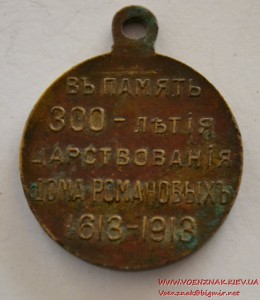 ВЪ ПАМЯТЬ
300-ЛѢТІЯ
ЦАРСТВОВАНІЯ
ДОМА РОМАНОВЫХЪ
1613-1913
WWW.VOENZNAK.KIEV.UA
Voenznak@bigmir.net